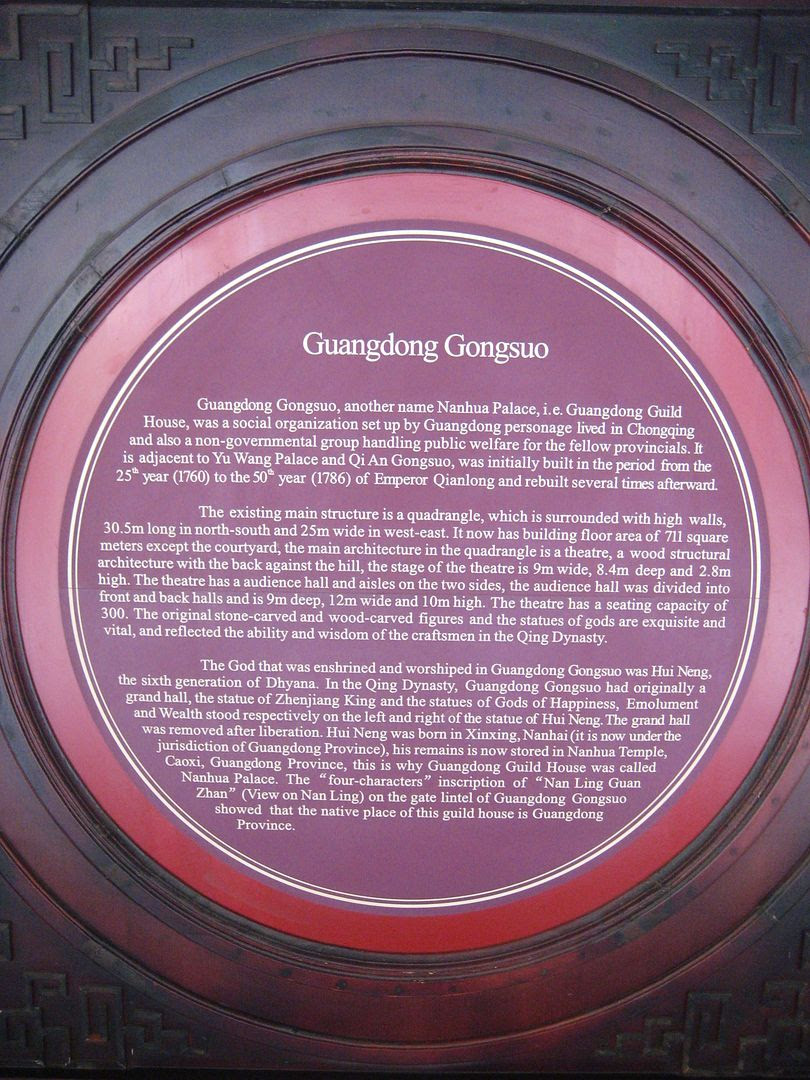 Guangdong Gongsuo
Guangdong Gongsuo, another name Nanhua Palace, i.e. Guangdong Guild
House, was a social organization set up by Guangdong personage lived in Chongqing
and also a non-governmental group handling public welfare for the fellow provincials. It
is adjacent to Yu Wang Palace and Qi An Gongsuo, was initially built in the period from the
25th year (1760) to the 50th year (1786) of Emperor Qianlong and rebuilt several times afterward.
The existing main structure is a quadrangle, which is surrounded with high walls,
30.5m long in north-south and 25m wide in west-east. It now has building floor area of 711 square
meters except the courtyard, the main architecture in the quadrangle is a theatre, a wood structural
architecture with the back against the hill, the stage of the theatre is 9m wide, 8.4m deep and 2.8m
high. The theatre has a audience hall and aisles on the two sides, the audience hall was divided into
front and back halls and is 9m deep, 12m wide and 10m high. The theatre has a seating capacity of
300. The original stone-carved and wood-carved figures and the statues of gods are exquisite and
vital, and reflected the ability and wisdom of the craftsmen in the Qing Dynasty.
The God that was enshrined and worshiped in Guangdong Gongsuo was Hui Neng,
the sixth generation of Dhyana. In the Qing Dynasty, Guangdong Gongsuo had originally a
grand hall, the statue of Zhenjiang King and the statues of Gods of Happiness, Emolument
and Wealth stood respectively on the left and right of the statue of Hui Neng. The grand hall
was removed after liberation. Hui Neng was born in Xinxing, Nanhai (it is now under the
jurisdiction of Guangdong Province), his remains is now stored in Nanhua Temple,
Caoxi, Guangdong Province, this is why Guangdong Guild House was called
Nanhua Palace. The “four-characters” inscription of “Nan Ling Guan
Zhan” (View on Nan Ling) on the gate lintel of Guangdong Gongsuo
showed that the native place of this guild house is Guangdong
Province.